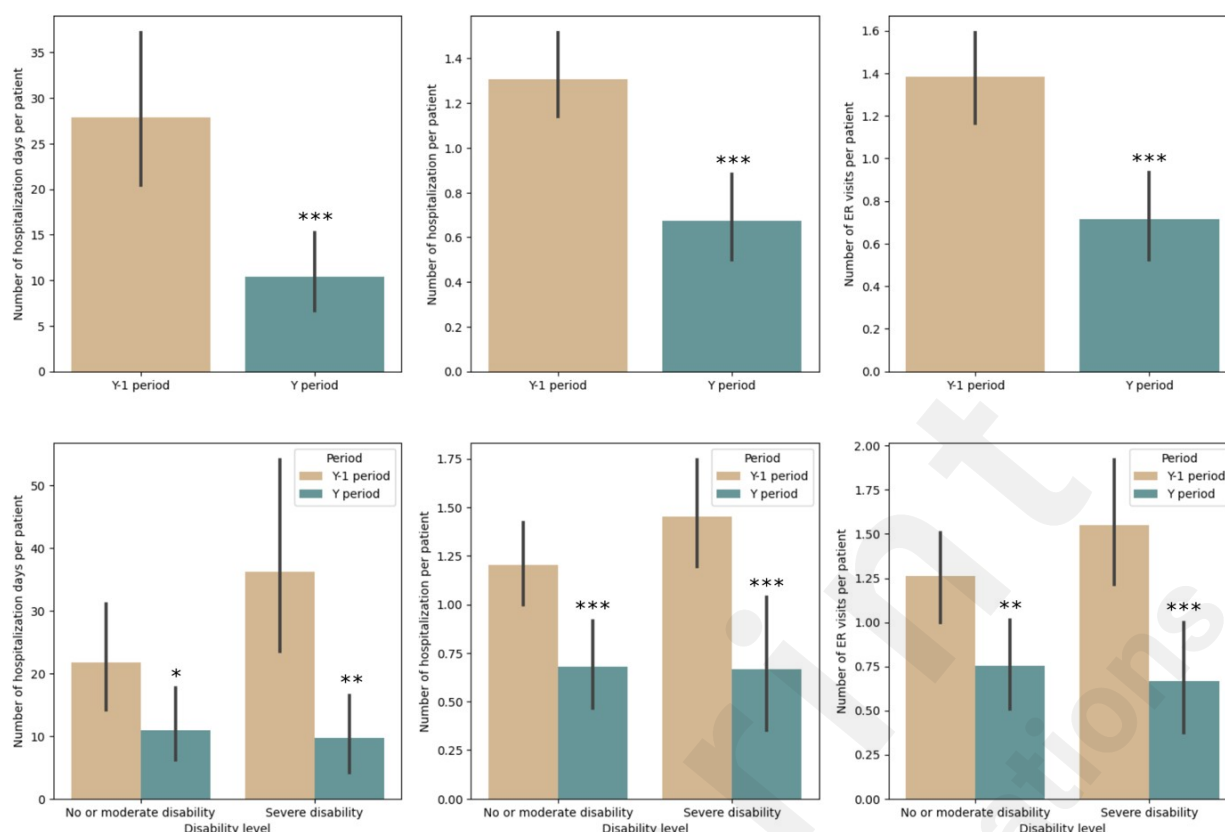 Number of hospitalization days per patient
35
30
25
20
15
10
5
0
***
Y-1 period
Y period
Number of hospitalization per patient
1.4
1.2
1.0
0.8
0.6
0.4
0.2
0.0
***
Y-1 period
Y period
Number of ER visits per patient
1.6
1.4
1.2
1.0
0.8
0.6
0.4
0.2
0.0
***
Y-1 period
Y period
Number of hospitalization days per patient
50
40
30
20
10
0
Period
Y-1 period
Y period
*
**
No or moderate disability
Severe disability
Disability level
Number of hospitalization per patient
1.75
1.50
1.25
1.00
0.75
0.50
0.25
0.00
Period
Y-1 period
Y period
***
***
No or moderate disability
Severe disability
Disability level
Number of ER visits per patient
2.00
1.75
1.50
1.25
1.00
0.75
0.50
0.25
0.00
Period
Y-1 period
Y period
**
***
No or moderate disability
Severe disability
Disability level